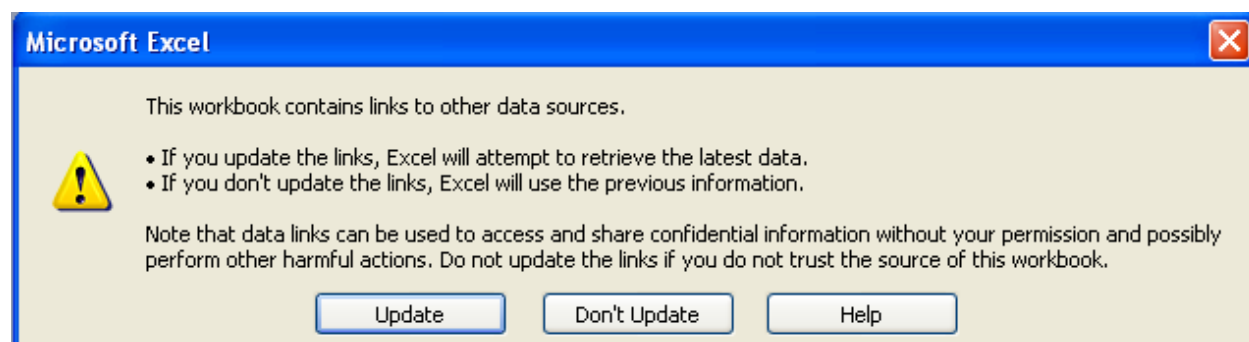 Microsoft Excel
This workbook contains links to other data sources.
• If you update the links, Excel will attempt to retrieve the latest data.
• If you don't update the links, Excel will use the previous information.
Note that data links can be used to access and share confidential information without your permission and possibly
perform other harmful actions. Do not update the links if you do not trust the source of this workbook.
Update Don't Update Help